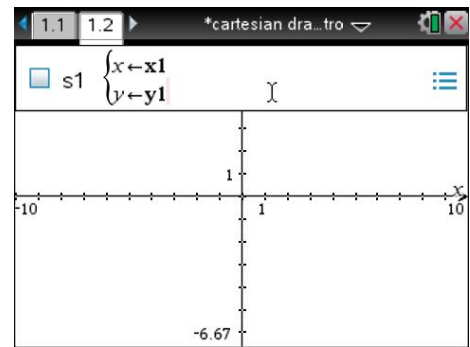 1.1 1.2 *cartesian dra...tro
s1 {x←x1
y←y1
1
x
-10 1 10
-6.67